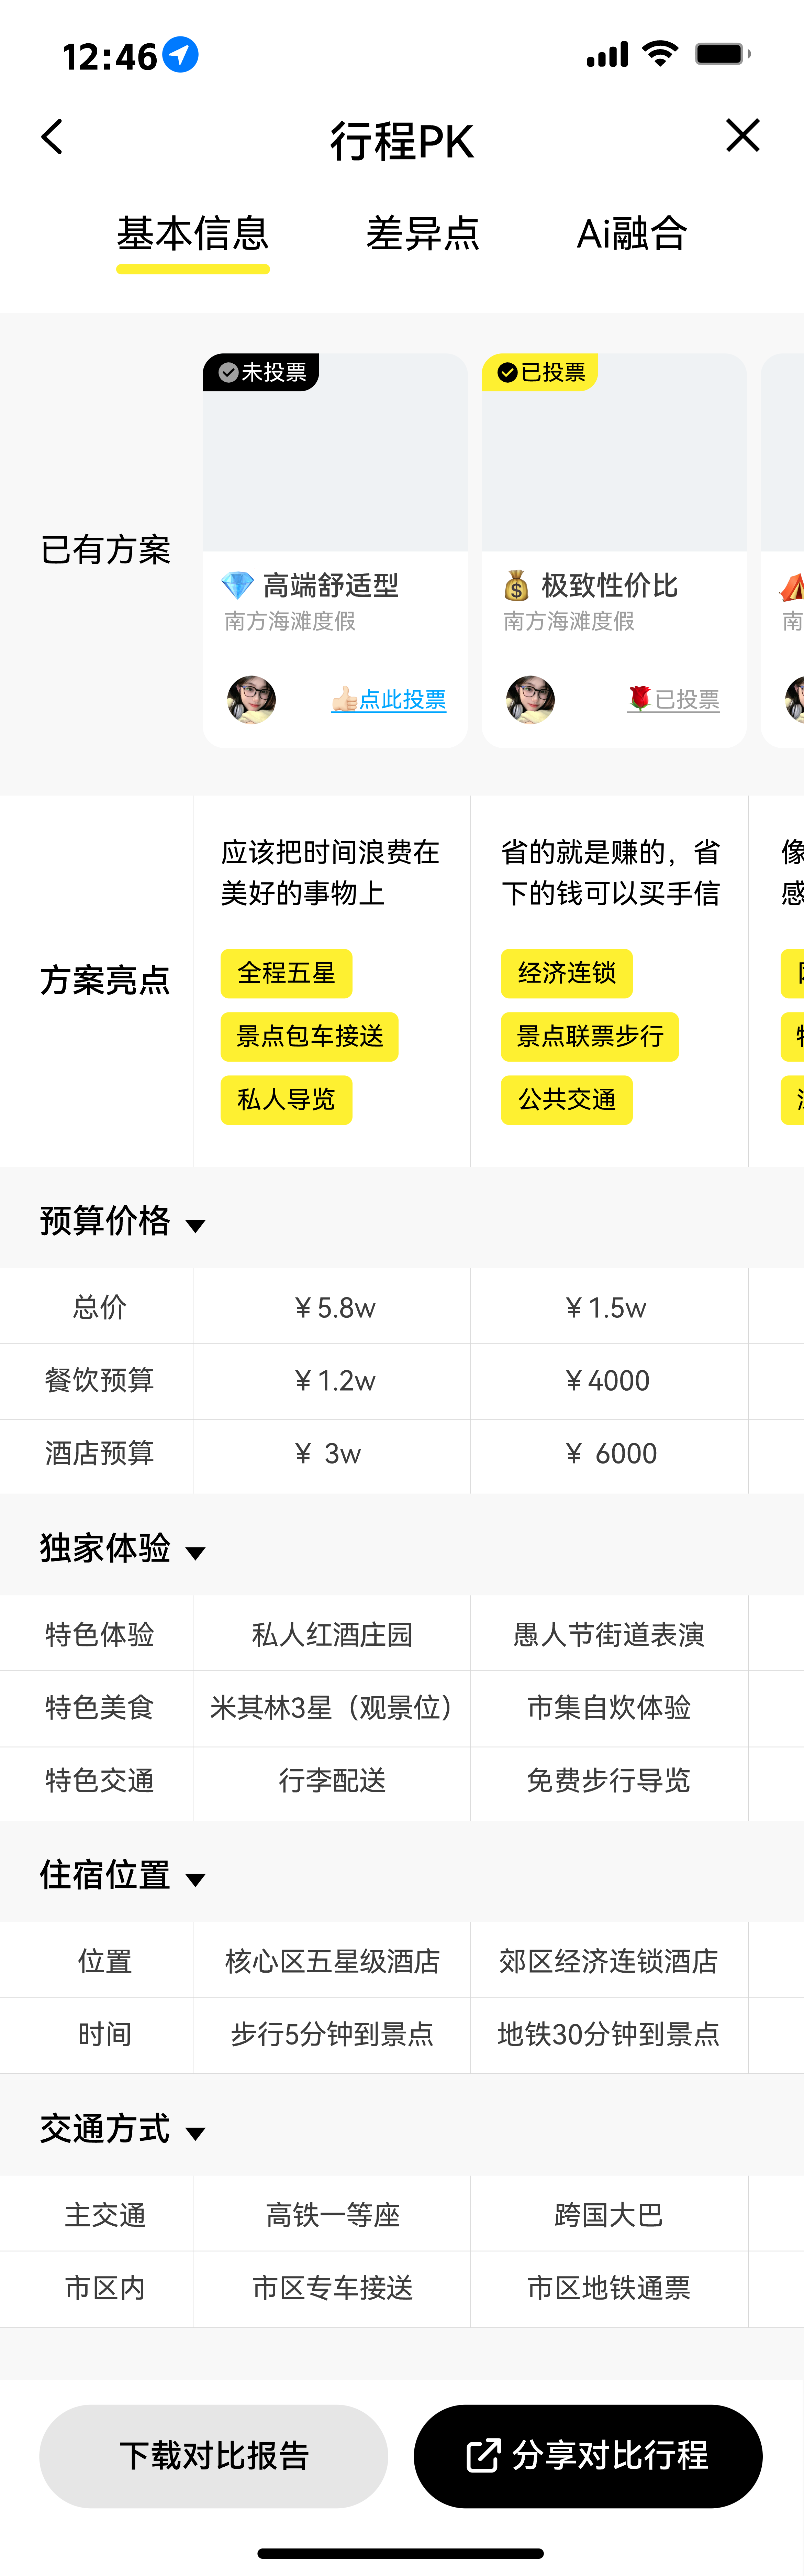 12:46
行程PK
基本信息 差异点 Ai融合
未投票 已投票
已有方案
💎 高端舒适型 💰 极致性价比
南方海滩度假 南方海滩度假 南
👍🏻点此投票 🌹已投票
应该把时间浪费在 省的就是赚的，省 像
美好的事物上 下的钱可以买手信 感
方案亮点
全程五星 经济连锁
景点包车接送 景点联票步行
私人导览 公共交通
预算价格
总价 ¥5.8w ¥1.5w
餐饮预算 ¥1.2w ¥4000
酒店预算 ¥ 3w ¥ 6000
独家体验
特色体验 私人红酒庄园 愚人节街道表演
特色美食 米其林3星（观景位） 市集自炊体验
特色交通 行李配送 免费步行导览
住宿位置
位置 核心区五星级酒店 郊区经济连锁酒店
时间 步行5分钟到景点 地铁30分钟到景点
交通方式
主交通 高铁一等座 跨国大巴
市区内 市区专车接送 市区地铁通票
下载对比报告 分享对比行程